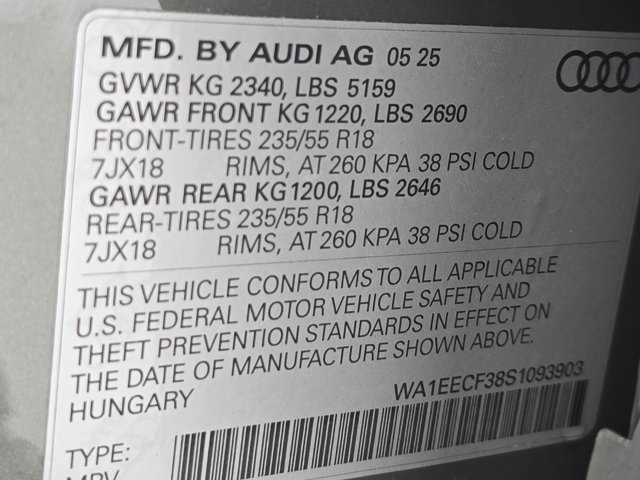 MFD. BY AUDI AG 05 25
GVWR KG 2340, LBS 5159
GAWR FRONT KG 1220, LBS 2690
FRONT-TIRES 235/55 R18
7JX18 RIMS, AT 260 KPA 38 PSI COLD
GAWR REAR KG1200, LBS 2646
REAR-TIRES 235/55 R18
7JX18 RIMS, AT 260 KPA 38 PSI COLD
THIS VEHICLE CONFORMS TO ALL APPLICABLE
U.S. FEDERAL MOTOR VEHICLE SAFETY AND
THEFT PREVENTION STANDARDS IN EFFECT ON
THE DATE OF MANUFACTURE SHOWN ABOVE.
HUNGARY WA1EECF38S1093903
TYPE:
MPV